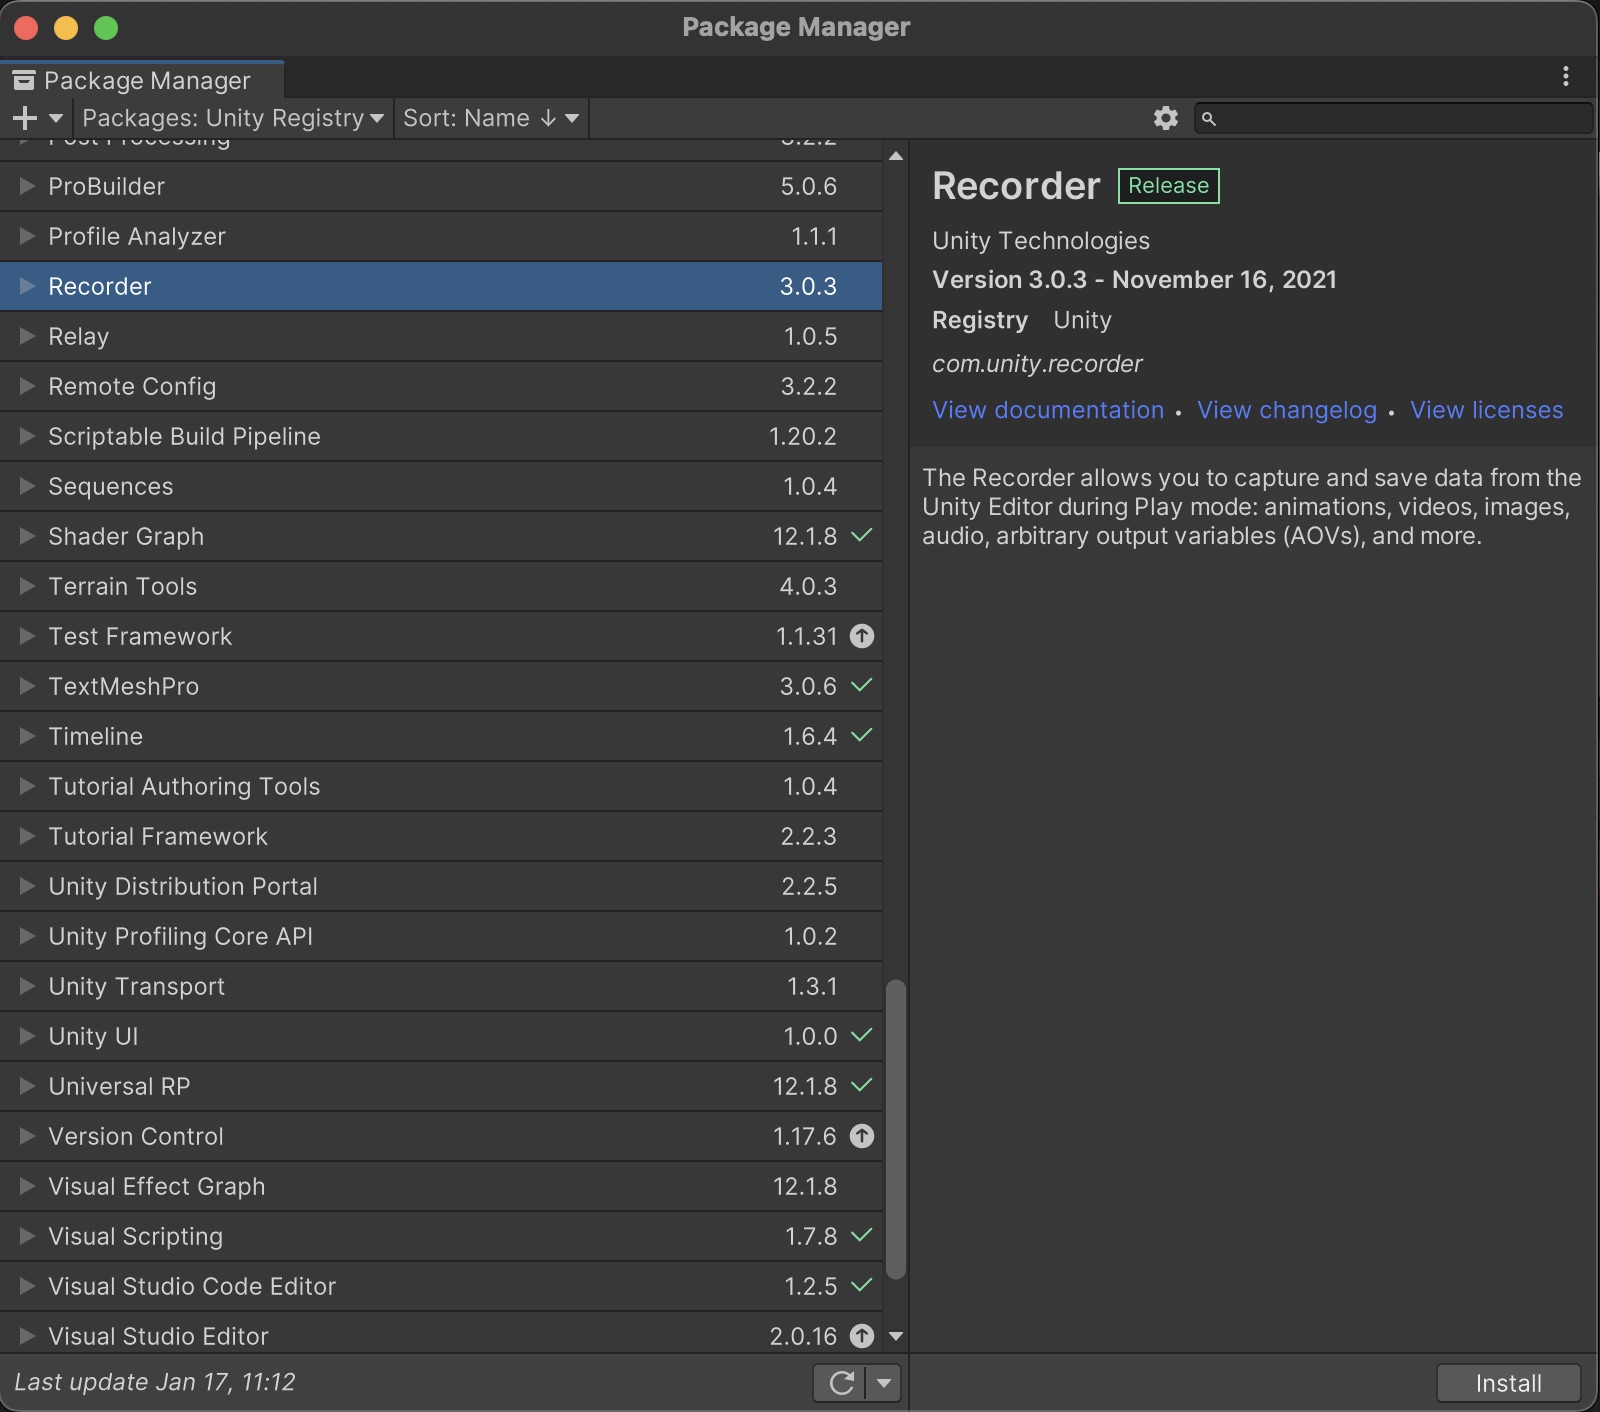 Package Manager
Package Manager
Packages: Unity Registry
Sort: Name ↓
Post Processing 3.2.2
ProBuilder 5.0.6
Profile Analyzer 1.1.1
Recorder 3.0.3
Relay 1.0.5
Remote Config 3.2.2
Scriptable Build Pipeline 1.20.2
Sequences 1.0.4
Shader Graph 12.1.8
Terrain Tools 4.0.3
Test Framework 1.1.31
TextMeshPro 3.0.6
Timeline 1.6.4
Tutorial Authoring Tools 1.0.4
Tutorial Framework 2.2.3
Unity Distribution Portal 2.2.5
Unity Profiling Core API 1.0.2
Unity Transport 1.3.1
Unity UI 1.0.0
Universal RP 12.1.8
Version Control 1.17.6
Visual Effect Graph 12.1.8
Visual Scripting 1.7.8
Visual Studio Code Editor 1.2.5
Visual Studio Editor 2.0.16
Last update Jan 17, 11:12
Recorder Release
Unity Technologies
Version 3.0.3 - November 16, 2021
Registry Unity
com.unity.recorder
View documentation • View changelog • View licenses
The Recorder allows you to capture and save data from the
Unity Editor during Play mode: animations, videos, images,
audio, arbitrary output variables (AOVs), and more.
Install